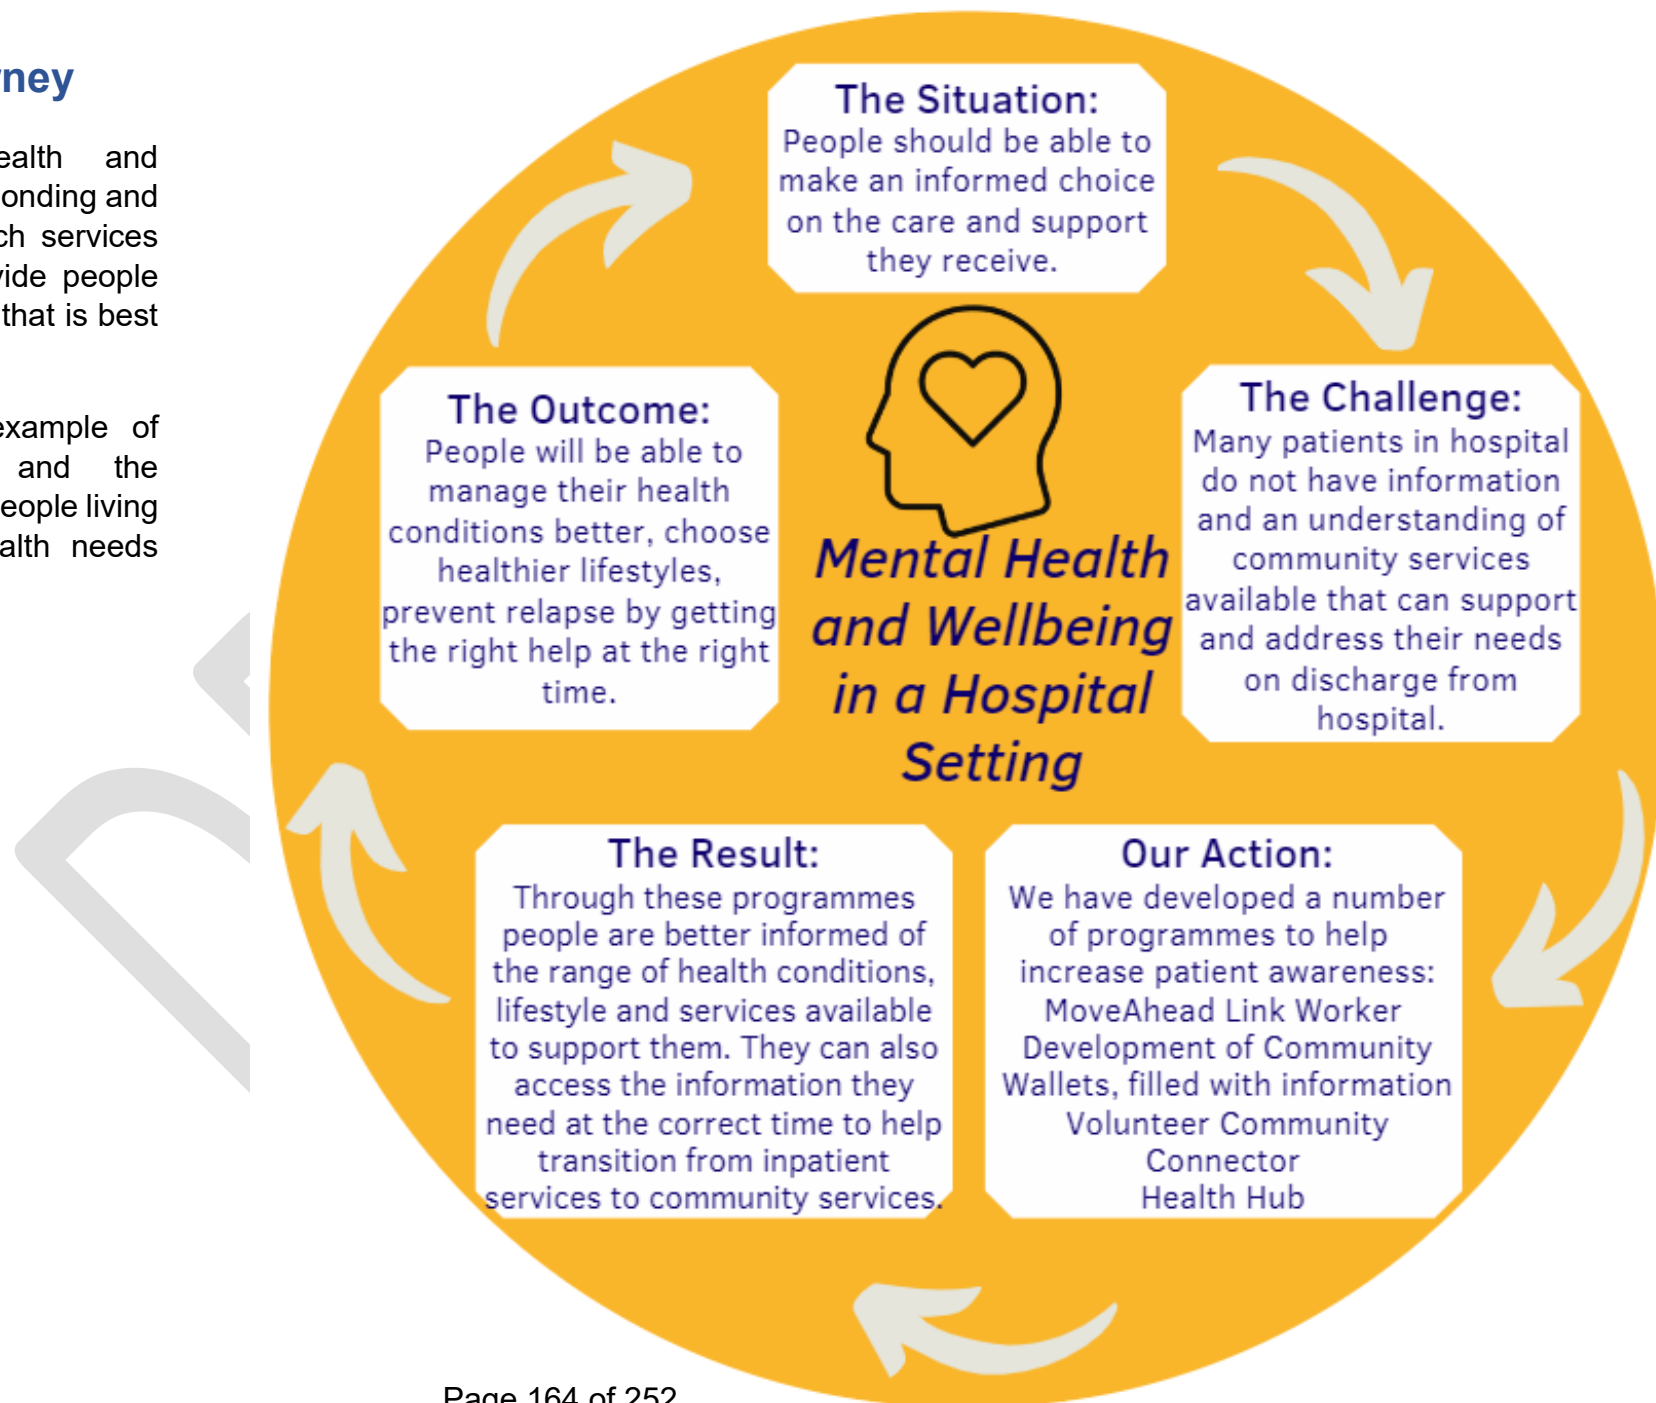 rney
ealth and
onding and
ch services
vide people
that is best
example of
and the
eople living
alth needs
The Situation:
People should be able to
make an informed choice
on the care and support
they receive.
The Challenge:
Many patients in hospital
do not have information
and an understanding of
community services
available that can support
and address their needs
on discharge from
hospital.
Our Action:
We have developed a number
of programmes to help
increase patient awareness:
MoveAhead Link Worker
Development of Community
Wallets, filled with information
Volunteer Community
Connector
Health Hub
The Result:
Through these programmes
people are better informed of
the range of health conditions,
lifestyle and services available
to support them. They can also
access the information they
need at the correct time to help
transition from inpatient
services to community services.
The Outcome:
People will be able to
manage their health
conditions better, choose
healthier lifestyles,
prevent relapse by getting
the right help at the right
time.
Mental Health
and Wellbeing
in a Hospital
Setting
Page 164 of 252